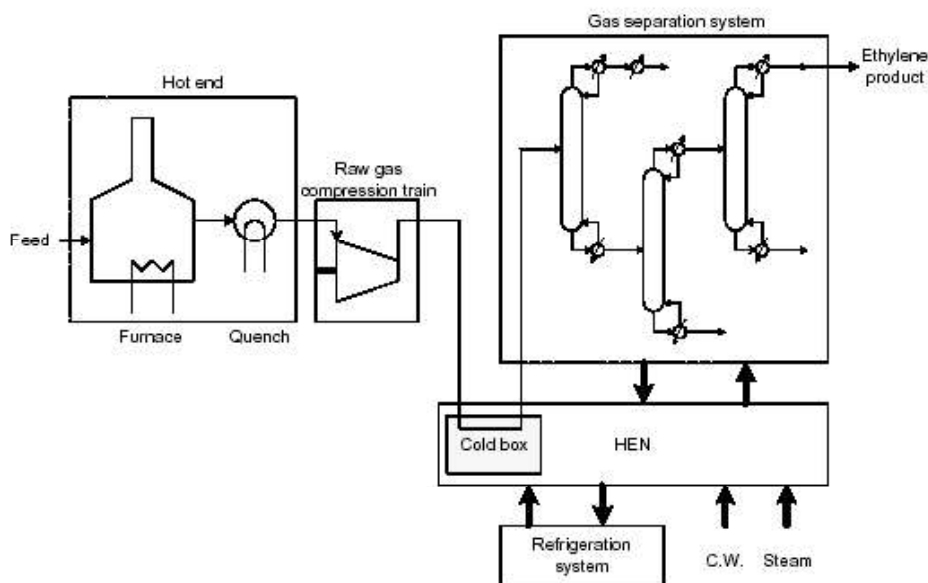 Gas separation system
Ethylene
product
Hot end
Raw gas
compression train
Feed
Furnace
Quench
Cold box
HEN
Refrigeration
system
C.W.
Steam